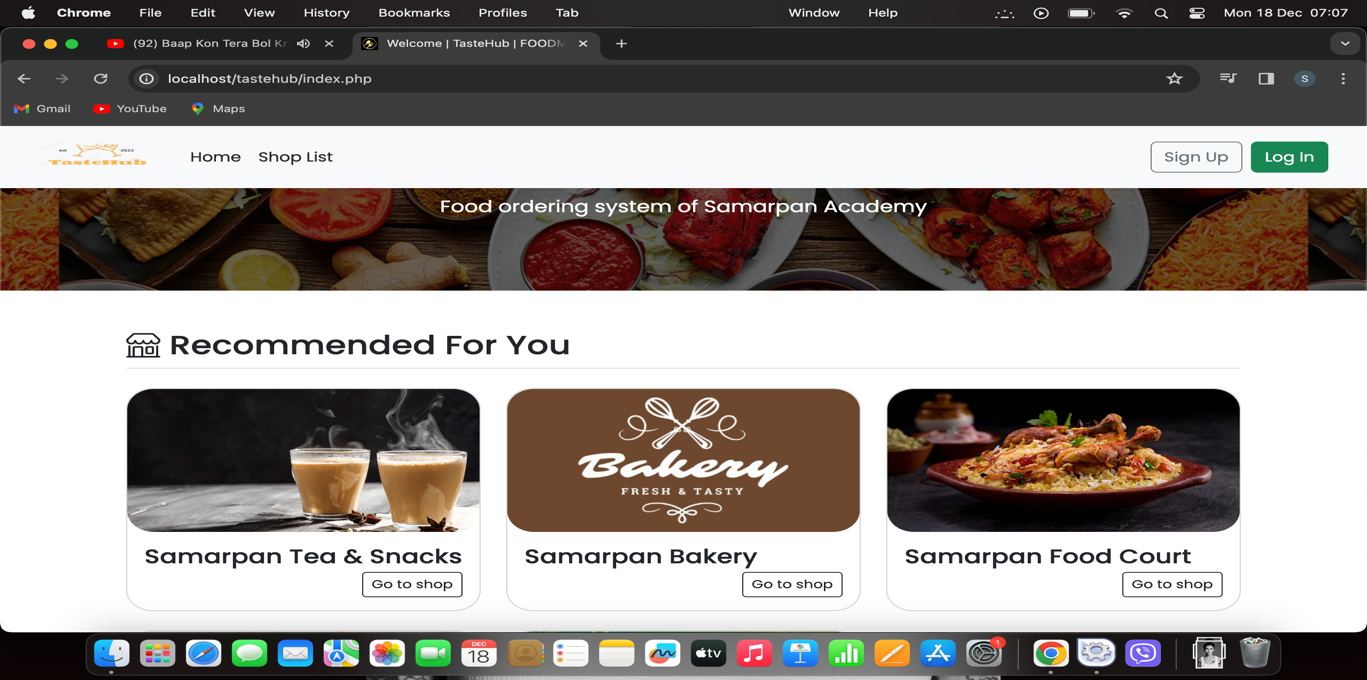 Chrome File Edit View History Bookmarks Profiles Tab Window Help Mon 18 Dec 07:07
(92) Baap Kon Tera Bol Kr Welcome | TasteHub | FOODM
localhost/tastehub/index.php S
Gmail YouTube Maps
2021
TasteHub Home Shop List Sign Up Log In
Food ordering system of Samarpan Academy
Recommended For You
Bakery
FRESH & TASTY
Samarpan Tea & Snacks Samarpan Bakery Samarpan Food Court
Go to shop Go to shop Go to shop
DEC 1
18 tv